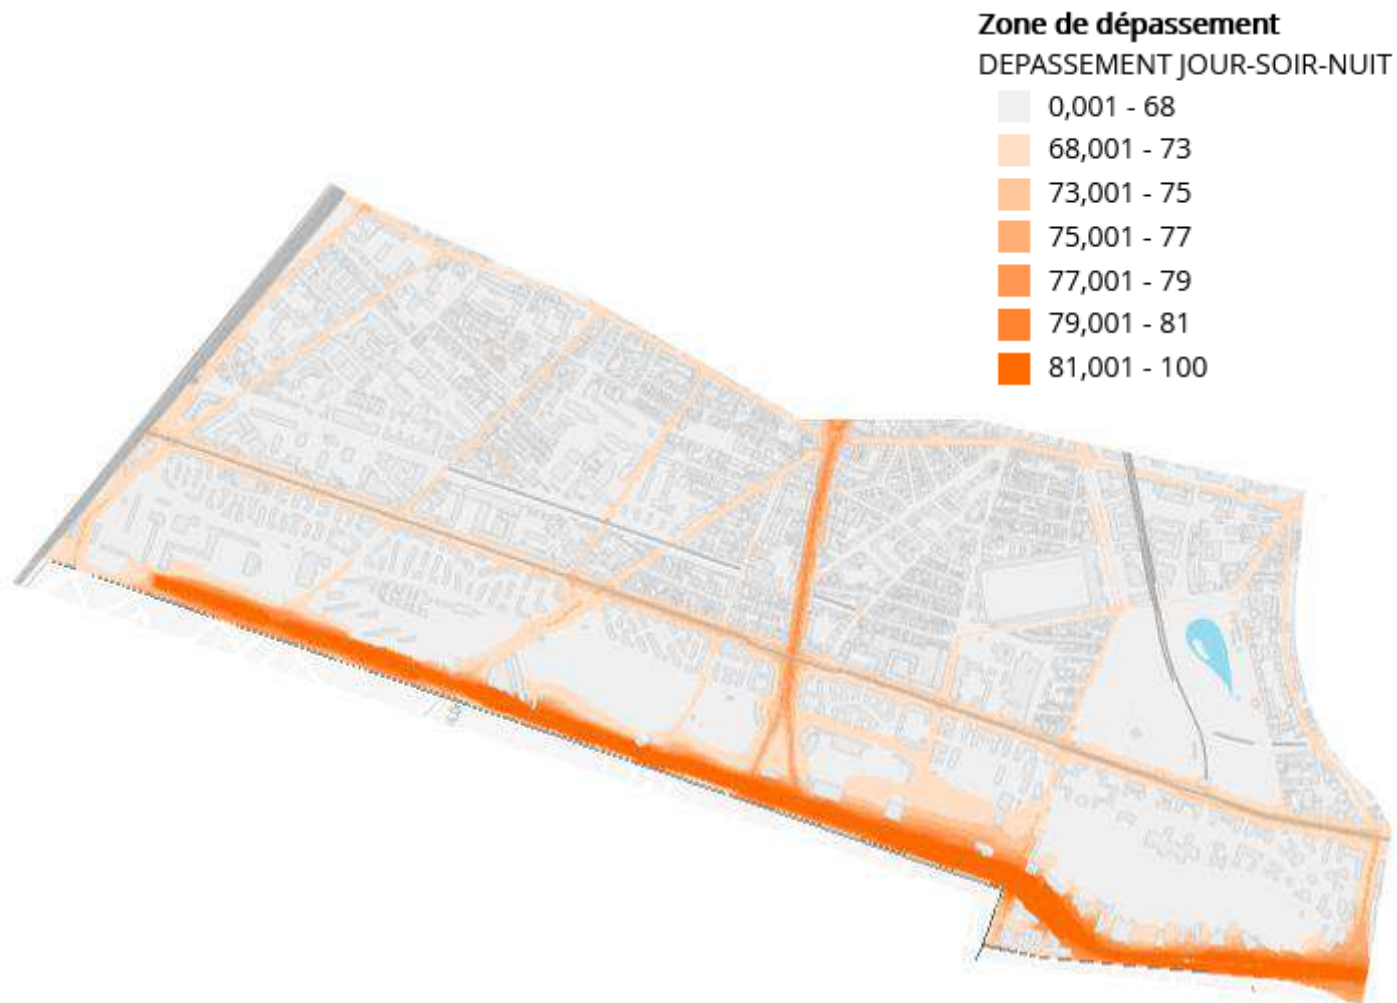 Zone de dépassement
DEPASSEMENT JOUR-SOIR-NUIT
0,001 - 68
68,001 - 73
73,001 - 75
75,001 - 77
77,001 - 79
79,001 - 81
81,001 - 100